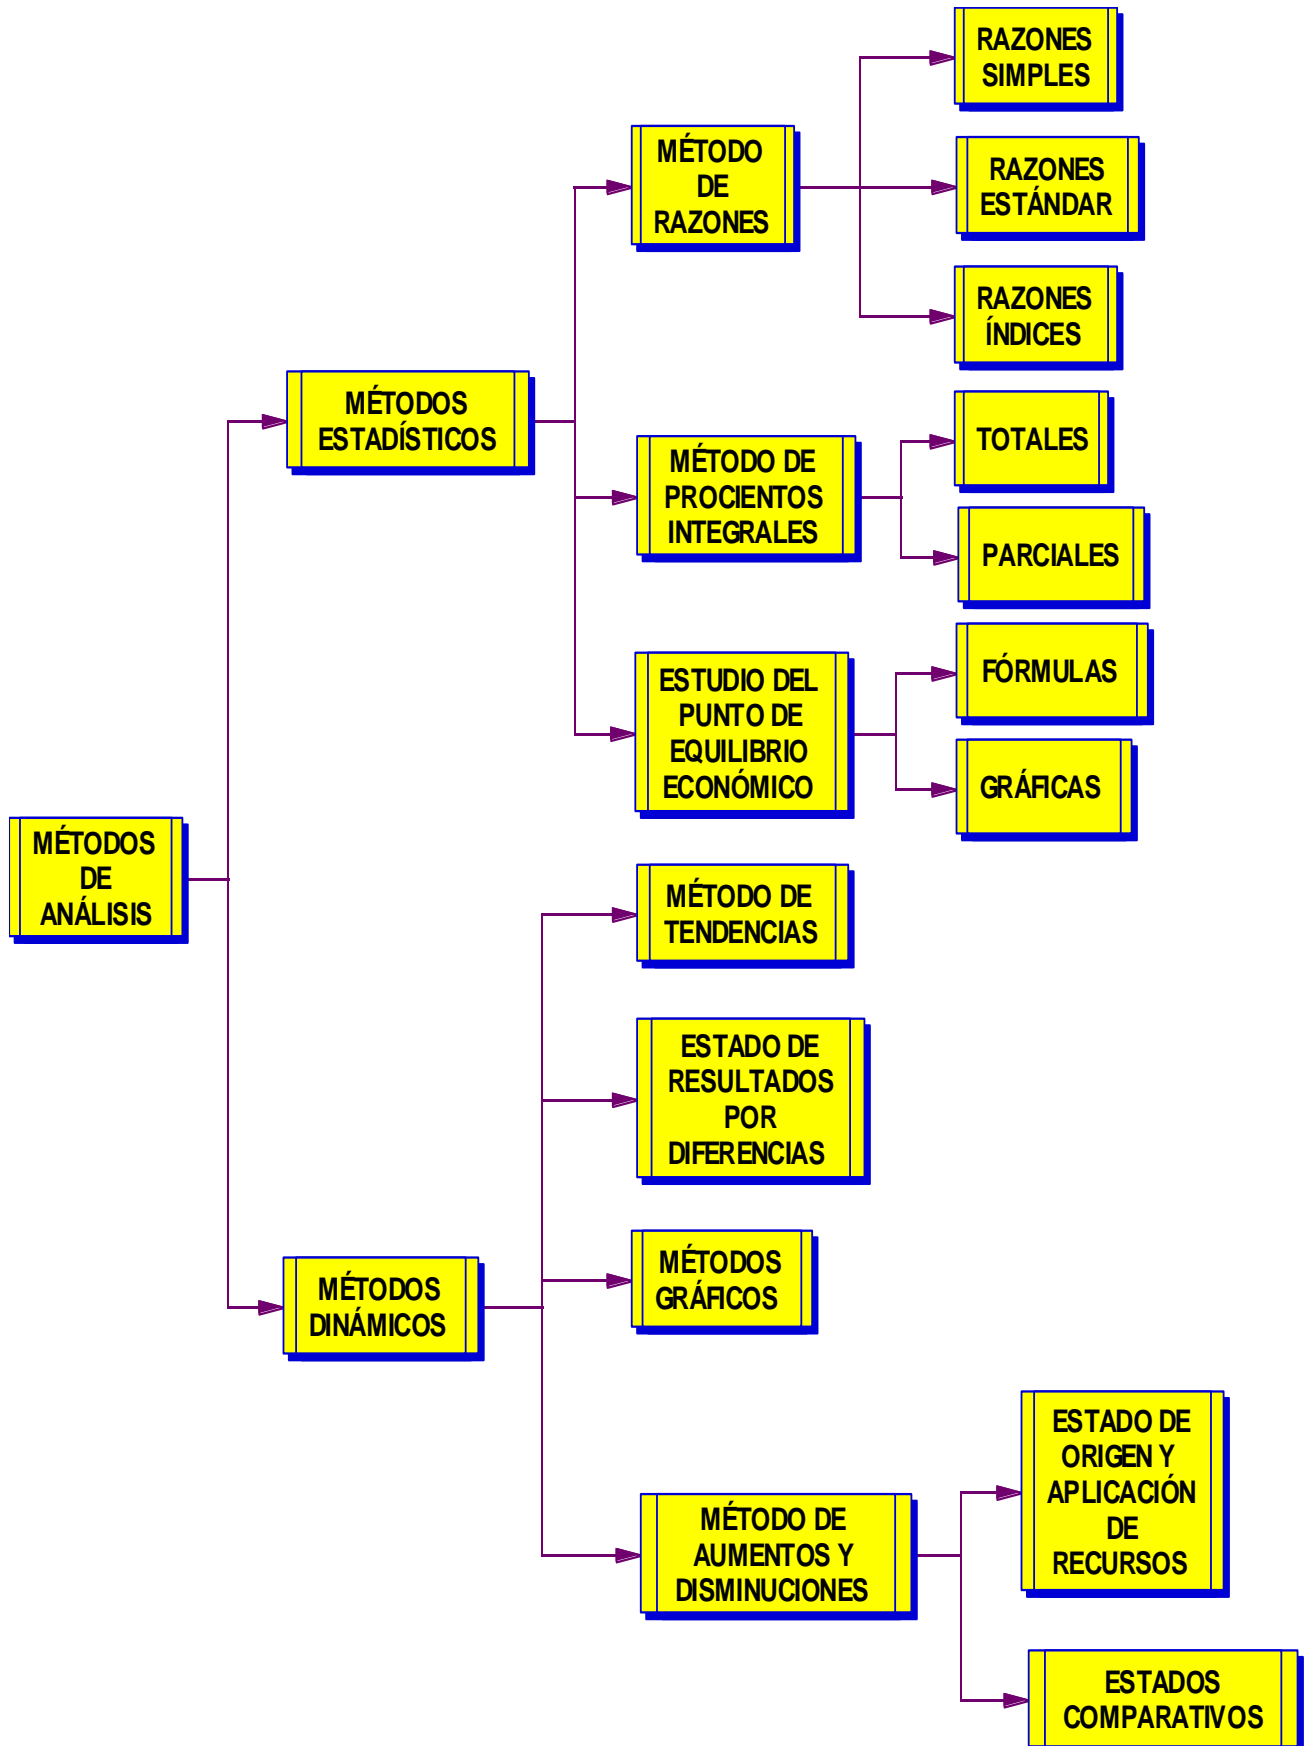 RAZONES
SIMPLES
MÉTODO
DE
RAZONES
RAZONES
ESTÁNDAR
RAZONES
ÍNDICES
MÉTODOS
ESTADÍSTICOS
TOTALES
MÉTODO DE
PROCIENTOS
INTEGRALES
PARCIALES
ESTUDIO DEL
PUNTO DE
EQUILIBRIO
ECONÓMICO
FÓRMULAS
GRÁFICAS
MÉTODOS
DE
ANÁLISIS
MÉTODO DE
TENDENCIAS
ESTADO DE
RESULTADOS
POR
DIFERENCIAS
MÉTODOS
GRÁFICOS
MÉTODOS
DINÁMICOS
ESTADO DE
ORIGEN Y
APLICACIÓN
DE
RECURSOS
MÉTODO DE
AUMENTOS Y
DISMINUCIONES
ESTADOS
COMPARATIVOS